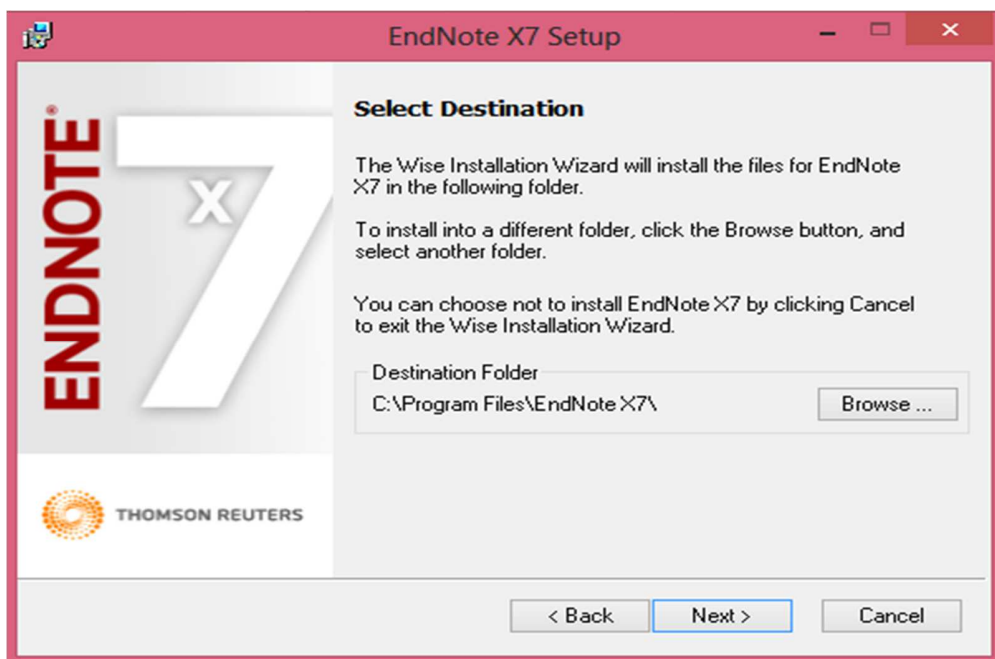 EndNote X7 Setup
ENDNOTE®
X7
THOMSON REUTERS
Select Destination
The Wise Installation Wizard will install the files for EndNote
X7 in the following folder.
To install into a different folder, click the Browse button, and
select another folder.
You can choose not to install EndNote X7 by clicking Cancel
to exit the Wise Installation Wizard.
Destination Folder
C:\Program Files\EndNote X7\
Browse ...
< Back
Next >
Cancel